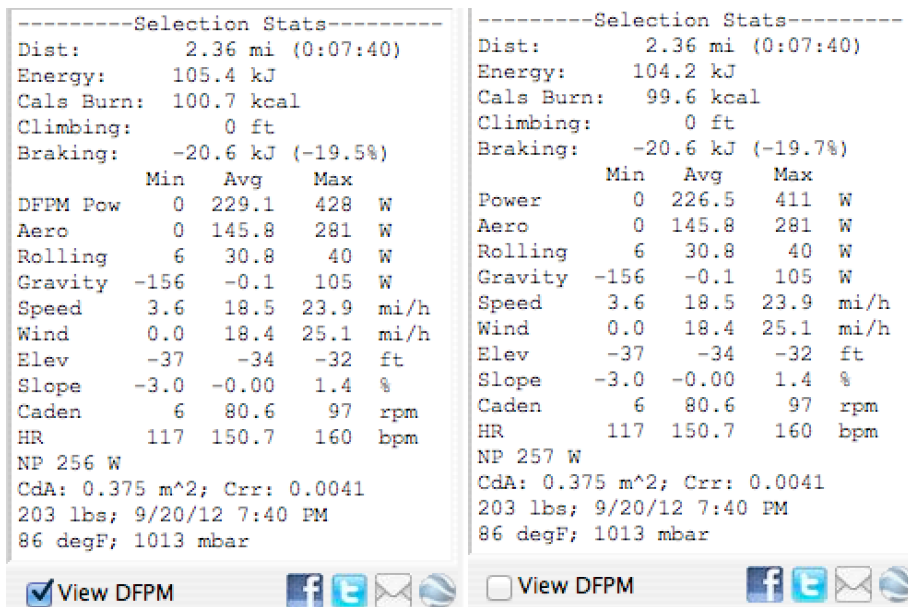 ---------Selection Stats---------
Dist: 2.36 mi (0:07:40)
Energy: 105.4 kJ
Cals Burn: 100.7 kcal
Climbing: 0 ft
Braking: -20.6 kJ (-19.5%)
Min Avg Max
DFPM Pow 0 229.1 428 W
Aero 0 145.8 281 W
Rolling 6 30.8 40 W
Gravity -156 -0.1 105 W
Speed 3.6 18.5 23.9 mi/h
Wind 0.0 18.4 25.1 mi/h
Elev -37 -34 -32 ft
Slope -3.0 -0.00 1.4 %
Caden 6 80.6 97 rpm
HR 117 150.7 160 bpm
NP 256 W
CdA: 0.375 m^2; Crr: 0.0041
203 lbs; 9/20/12 7:40 PM
86 degF; 1013 mbar
View DFPM
---------Selection Stats---------
Dist: 2.36 mi (0:07:40)
Energy: 104.2 kJ
Cals Burn: 99.6 kcal
Climbing: 0 ft
Braking: -20.6 kJ (-19.7%)
Min Avg Max
Power 0 226.5 411 W
Aero 0 145.8 281 W
Rolling 6 30.8 40 W
Gravity -156 -0.1 105 W
Speed 3.6 18.5 23.9 mi/h
Wind 0.0 18.4 25.1 mi/h
Elev -37 -34 -32 ft
Slope -3.0 -0.00 1.4 %
Caden 6 80.6 97 rpm
HR 117 150.7 160 bpm
NP 257 W
CdA: 0.375 m^2; Crr: 0.0041
203 lbs; 9/20/12 7:40 PM
86 degF; 1013 mbar
View DFPM